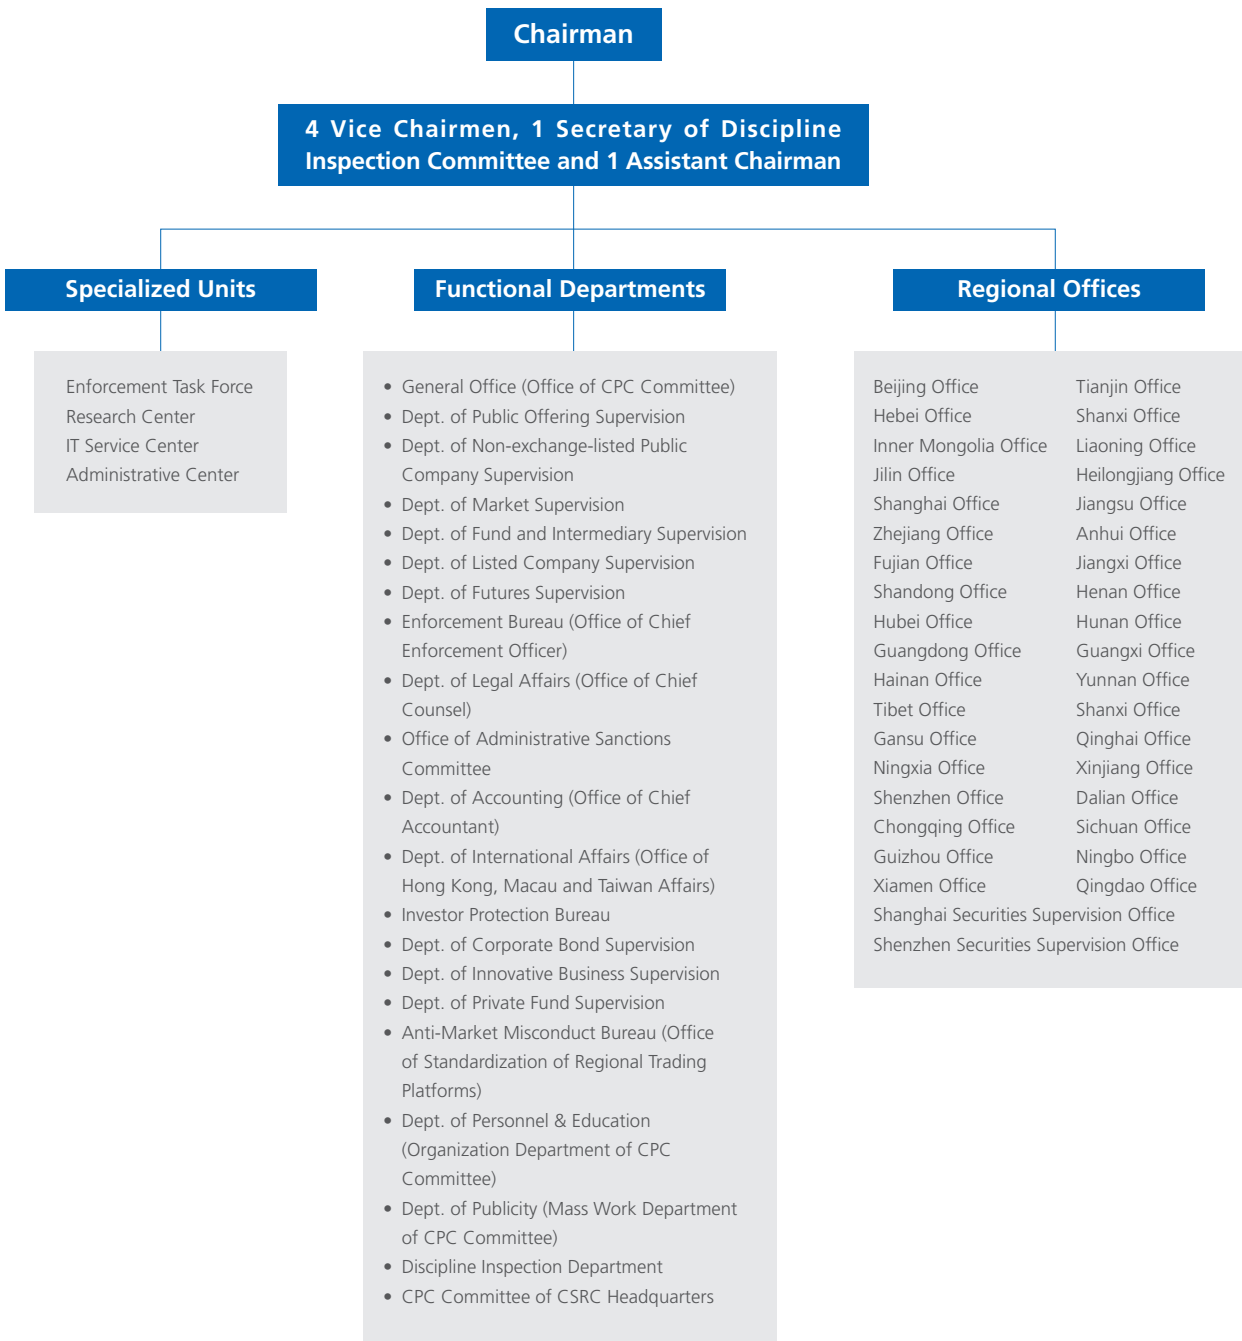 Chairman
4 Vice Chairmen, 1 Secretary of Discipline
Inspection Committee and 1 Assistant Chairman
Specialized Units
Enforcement Task Force
Research Center
IT Service Center
Administrative Center
Functional Departments
• General Office (Office of CPC Committee)
• Dept. of Public Offering Supervision
• Dept. of Non-exchange-listed Public
Company Supervision
• Dept. of Market Supervision
• Dept. of Fund and Intermediary Supervision
• Dept. of Listed Company Supervision
• Dept. of Futures Supervision
• Enforcement Bureau (Office of Chief
Enforcement Officer)
• Dept. of Legal Affairs (Office of Chief
Counsel)
• Office of Administrative Sanctions
Committee
• Dept. of Accounting (Office of Chief
Accountant)
• Dept. of International Affairs (Office of
Hong Kong, Macau and Taiwan Affairs)
• Investor Protection Bureau
• Dept. of Corporate Bond Supervision
• Dept. of Innovative Business Supervision
• Dept. of Private Fund Supervision
• Anti-Market Misconduct Bureau (Office
of Standardization of Regional Trading
Platforms)
• Dept. of Personnel & Education
(Organization Department of CPC
Committee)
• Dept. of Publicity (Mass Work Department
of CPC Committee)
• Discipline Inspection Department
• CPC Committee of CSRC Headquarters
Regional Offices
Beijing Office Tianjin Office
Hebei Office Shanxi Office
Inner Mongolia Office Liaoning Office
Jilin Office Heilongjiang Office
Shanghai Office Jiangsu Office
Zhejiang Office Anhui Office
Fujian Office Jiangxi Office
Shandong Office Henan Office
Hubei Office Hunan Office
Guangdong Office Guangxi Office
Hainan Office Yunnan Office
Tibet Office Shanxi Office
Gansu Office Qinghai Office
Ningxia Office Xinjiang Office
Shenzhen Office Dalian Office
Chongqing Office Sichuan Office
Guizhou Office Ningbo Office
Xiamen Office Qingdao Office
Shanghai Securities Supervision Office
Shenzhen Securities Supervision Office